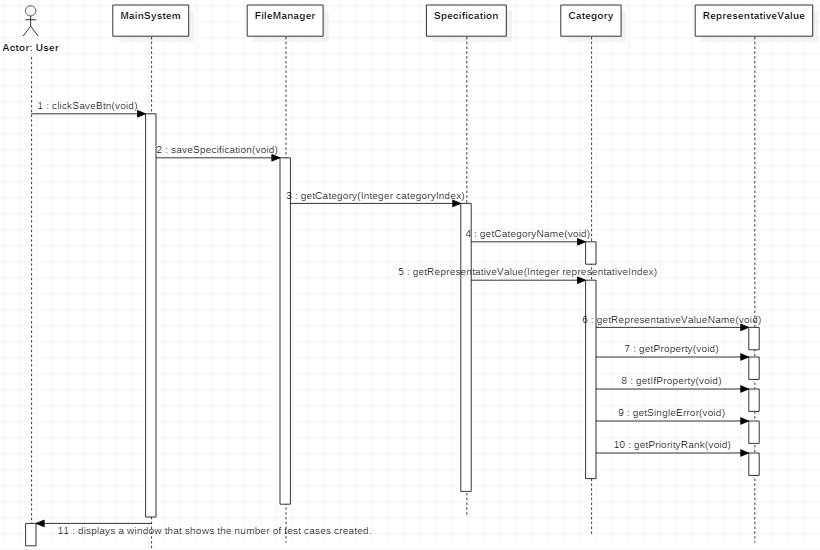 MainSystem
FileManager
Specification
Category
RepresentativeValue
Actor: User
1 : clickSaveBtn(void)
2 : saveSpecification(void)
3 : getCategory(Integer categoryIndex)
4 : getCategoryName(void)
5 : getRepresentativeValue(Integer representativeIndex)
6 : getRepresentativeValueName(void)
7 : getProperty(void)
8 : getIfProperty(void)
9 : getSingleError(void)
10 : getPriorityRank(void)
11 : displays a window that shows the number of test cases created.